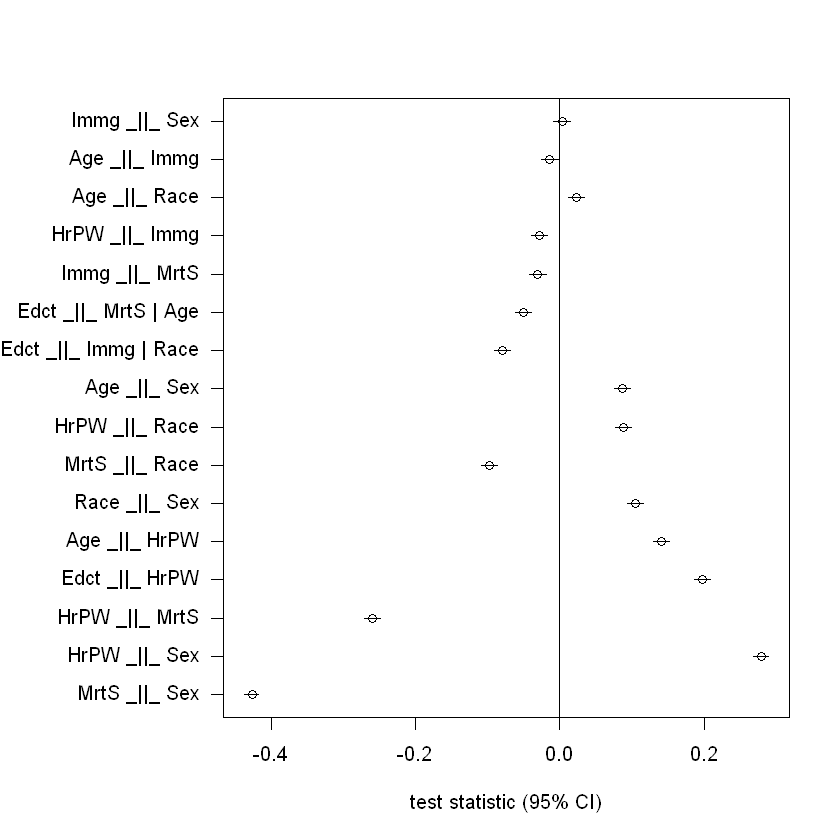 Immg _||_ Sex
Age _||_ Immg
Age _||_ Race
HrPW _||_ Immg
Immg _||_ MrtS
Edct _||_ MrtS | Age
Edct _||_ Immg | Race
Age _||_ Sex
HrPW _||_ Race
MrtS _||_ Race
Race _||_ Sex
Age _||_ HrPW
Edct _||_ HrPW
HrPW _||_ MrtS
HrPW _||_ Sex
MrtS _||_ Sex
-0.4 -0.2 0.0 0.2
test statistic (95% CI)